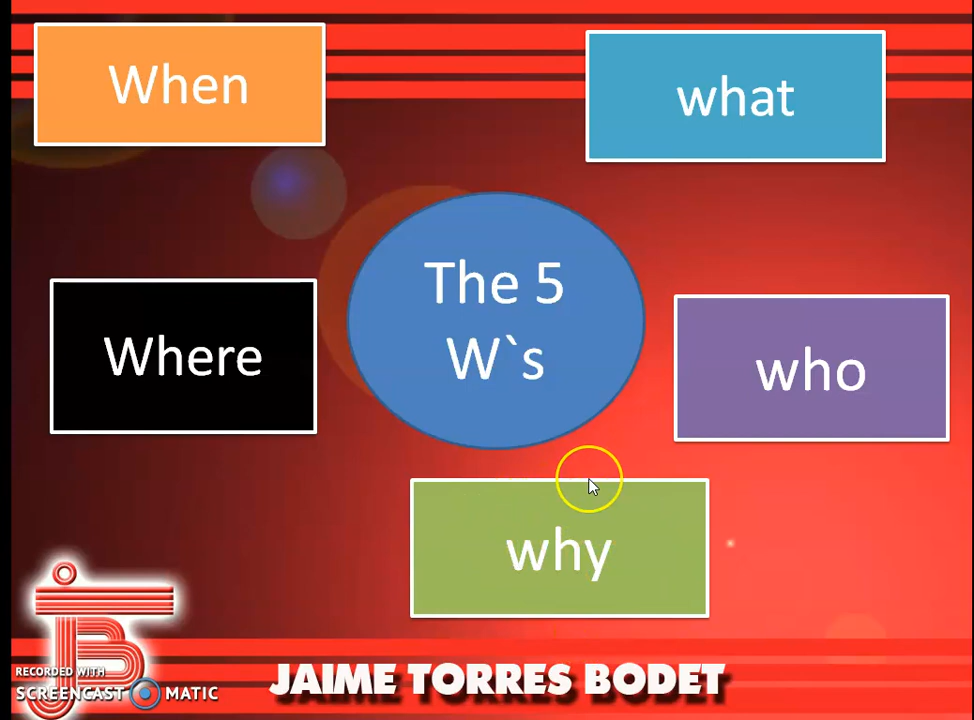 When
what
The 5
W`s
Where
who
why
RECORDED WITH
SCREENCAST MATIC
JAIME TORRES BODET